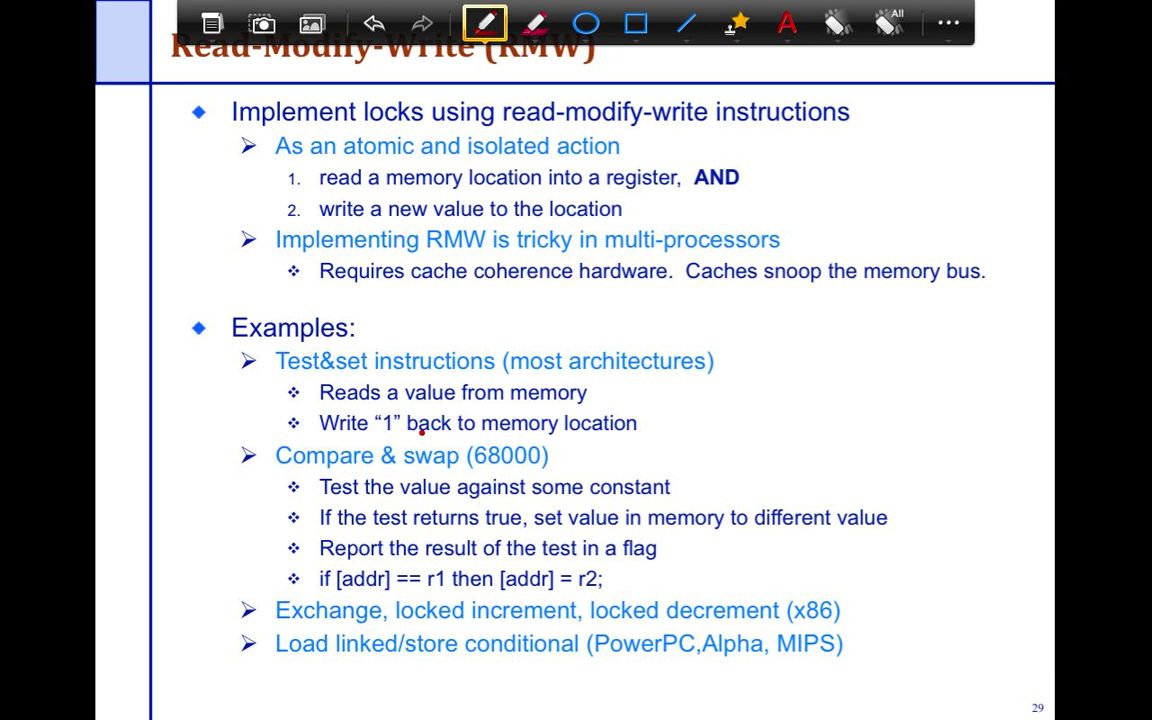 All
A
Read-Modify-Write (RMW)
Implement locks using read-modify-write instructions
As an atomic and isolated action
1. read a memory location into a register, AND
2. write a new value to the location
Implementing RMW is tricky in multi-processors
Requires cache coherence hardware. Caches snoop the memory bus.
Examples:
Test&set instructions (most architectures)
Reads a value from memory
Write “1” back to memory location
Compare & swap (68000)
Test the value against some constant
If the test returns true, set value in memory to different value
Report the result of the test in a flag
if [addr] == r1 then [addr] = r2;
Exchange, locked increment, locked decrement (x86)
Load linked/store conditional (PowerPC,Alpha, MIPS)
29